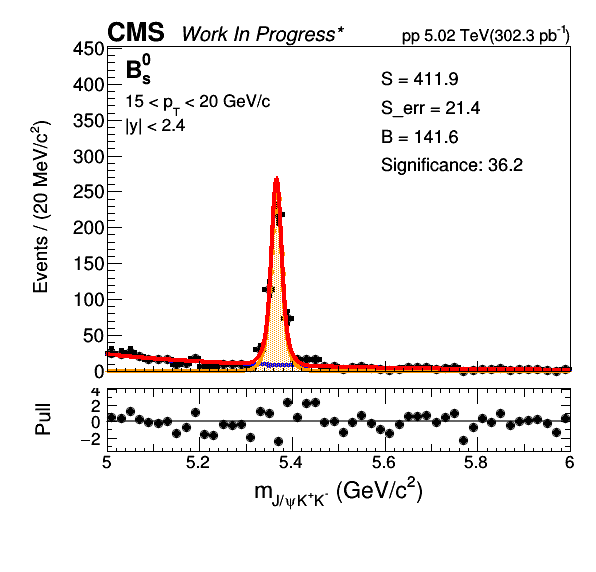 CMS Work In Progress* pp 5.02 TeV(302.3 pb⁻¹)
B⁰ₛ
15 < p_T < 20 GeV/c
|y| < 2.4
S = 411.9
S_err = 21.4
B = 141.6
Significance: 36.2
Events / (20 MeV/c²)
450
400
350
300
250
200
150
100
50
0
Pull
4
2
0
−2
5 5.2 5.4 5.6 5.8 6
m_{J/ψK⁺K⁻} (GeV/c²)